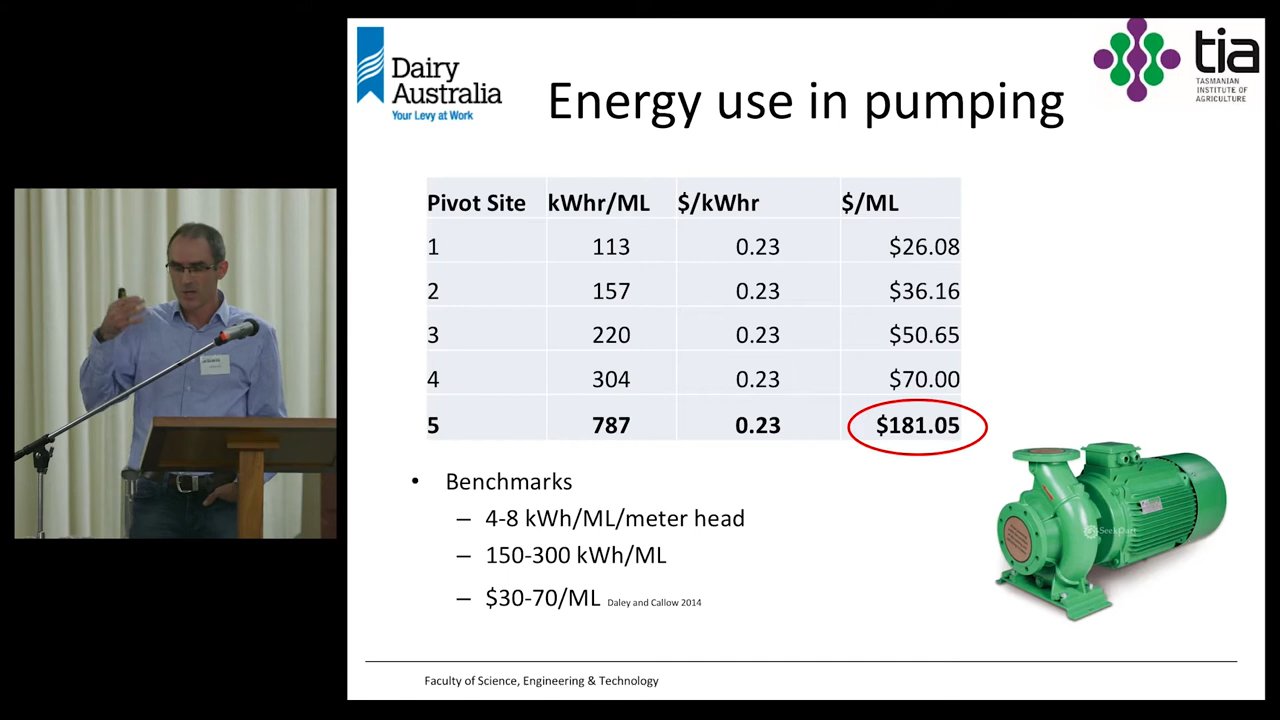 Dairy
Australia
Your Levy at Work
tia
TASMANIAN
INSTITUTE OF
AGRICULTURE
Energy use in pumping
Pivot Site kWhr/ML $/kWhr $/ML
1 113 0.23 $26.08
2 157 0.23 $36.16
3 220 0.23 $50.65
4 304 0.23 $70.00
5 787 0.23 $181.05
• Benchmarks
– 4-8 kWh/ML/meter head
– 150-300 kWh/ML
– $30-70/ML Daley and Callow 2014
SeekPart
Faculty of Science, Engineering & Technology